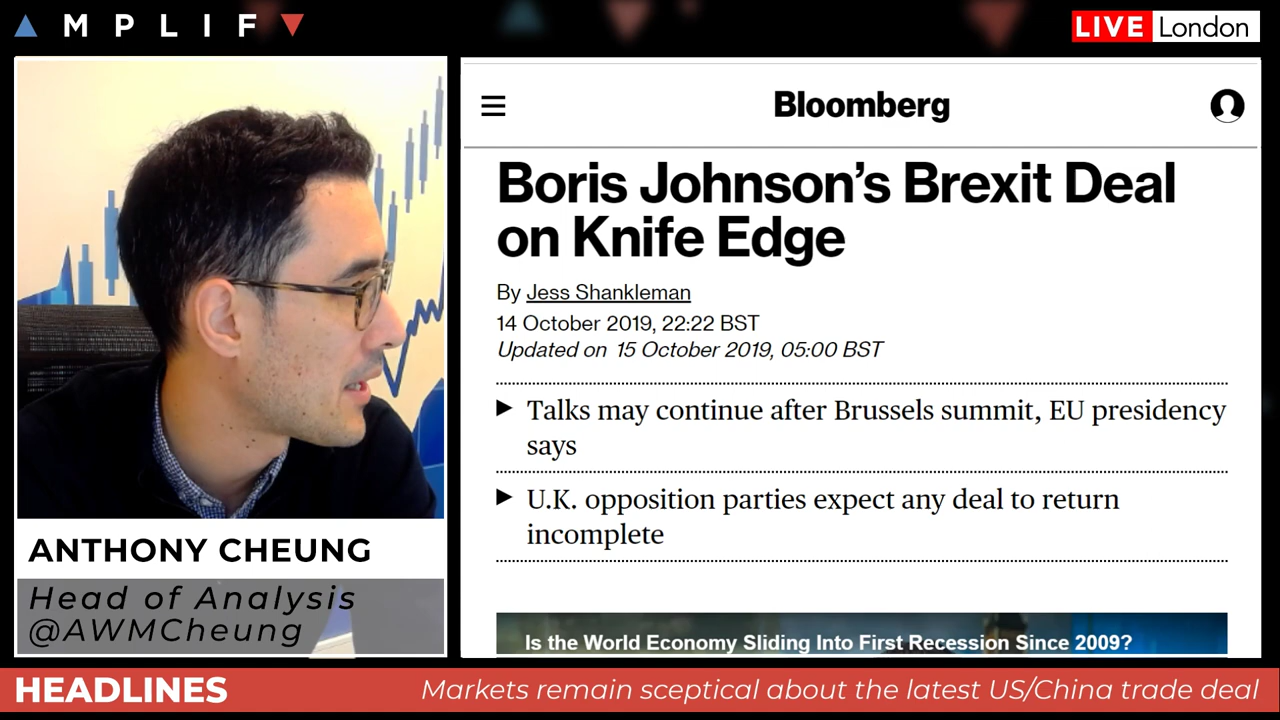 AMPLIFY
LIVE London
Bloomberg
Boris Johnson's Brexit Deal
on Knife Edge
By Jess Shankleman
14 October 2019, 22:22 BST
Updated on 15 October 2019, 05:00 BST
Talks may continue after Brussels summit, EU presidency
says
U.K. opposition parties expect any deal to return
incomplete
Is the World Economy Sliding Into First Recession Since 2009?
ANTHONY CHEUNG
Head of Analysis
@AWMCheung
HEADLINES
Markets remain sceptical about the latest US/China trade deal